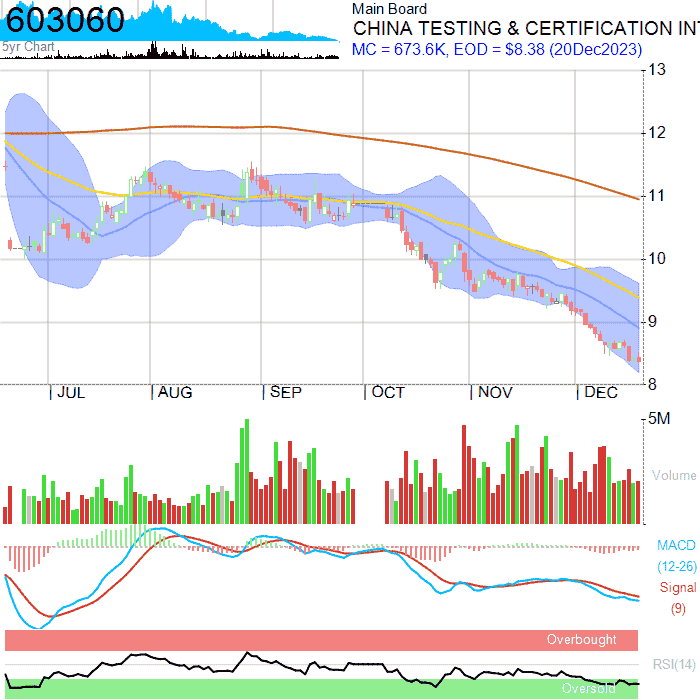 603060
5yr Chart
Main Board
CHINA TESTING & CERTIFICATION INT
MC = 673.6K, EOD = $8.38 (20Dec2023)
13
12
11
10
9
8
JUL AUG SEP OCT NOV DEC
5M
Volume
MACD
(12-26)
Signal
(9)
Overbought
RSI(14)
Oversold